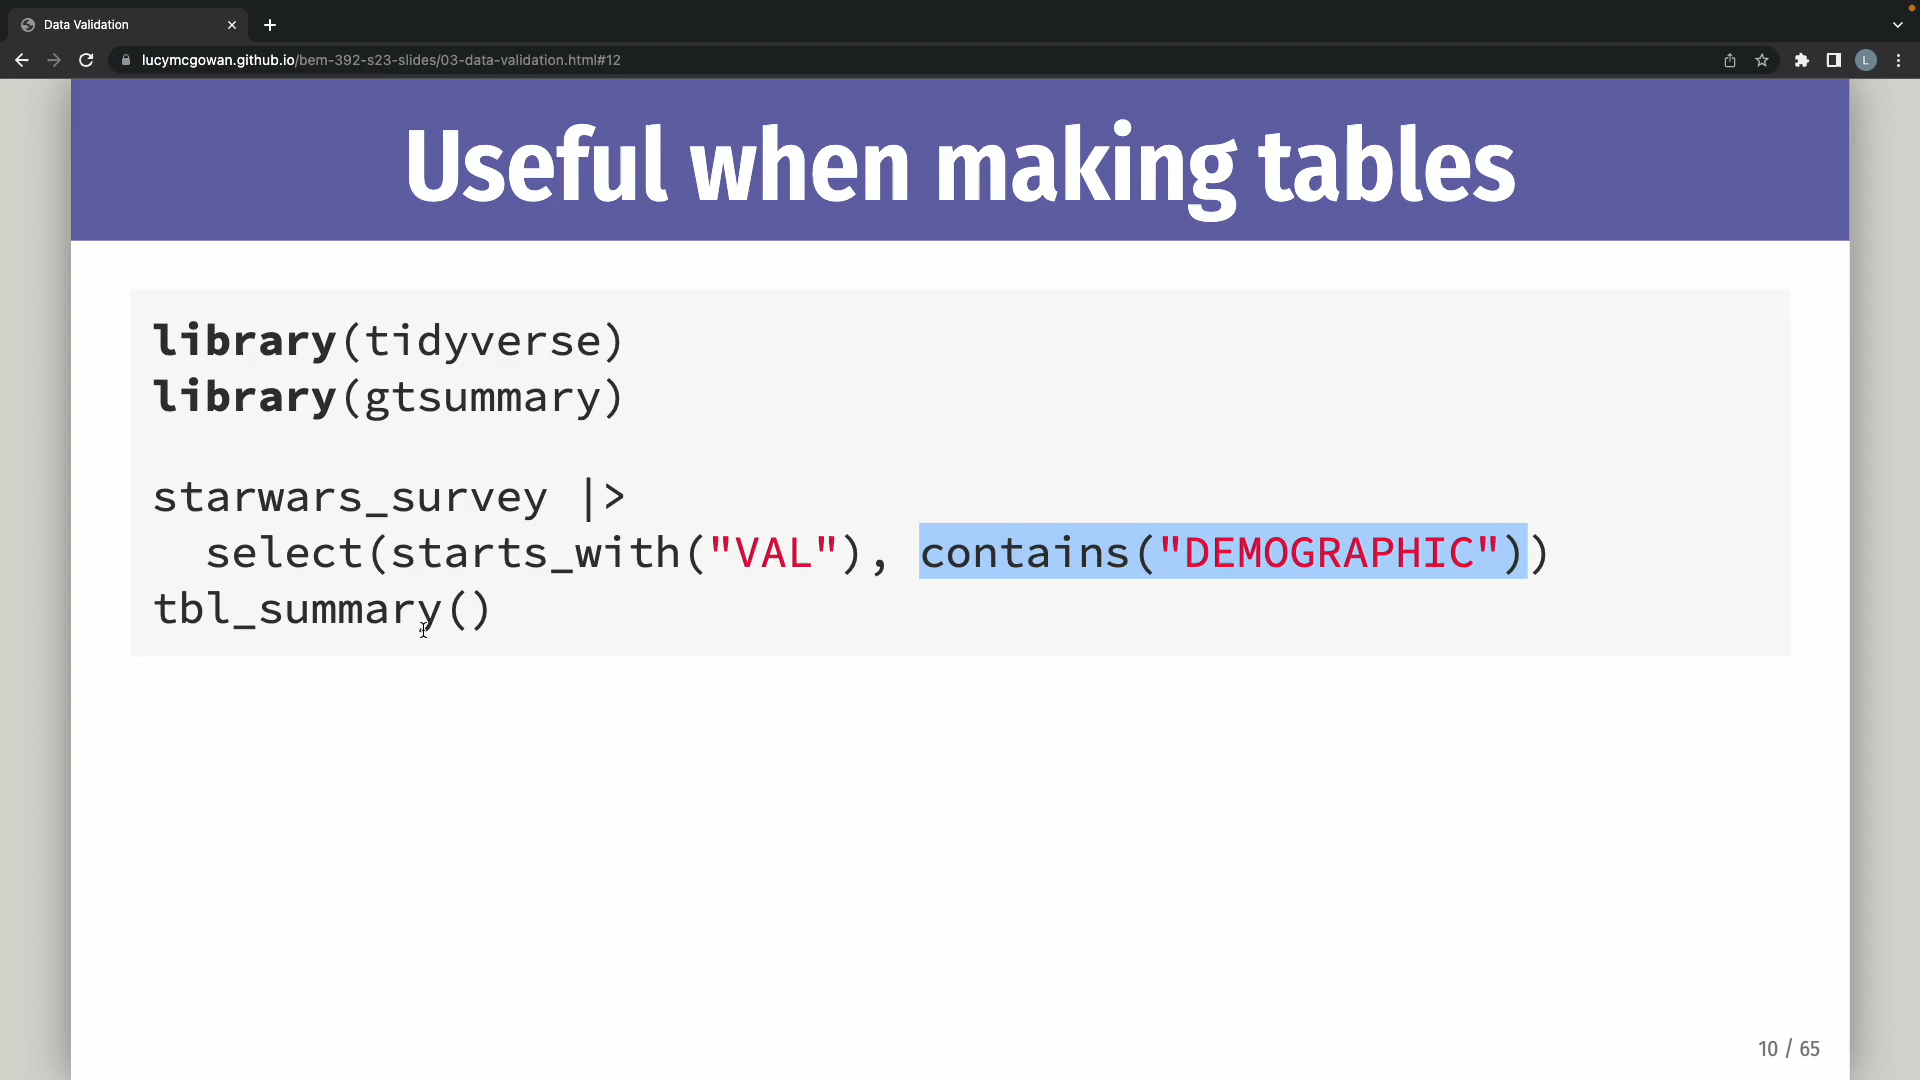 Data Validation
lucymcgowan.github.io/bem-392-s23-slides/03-data-validation.html#12
L
Useful when making tables
library(tidyverse)
library(gtsummary)
starwars_survey |>
select(starts_with("VAL"), contains("DEMOGRAPHIC"))
tbl_summary()
10 / 65